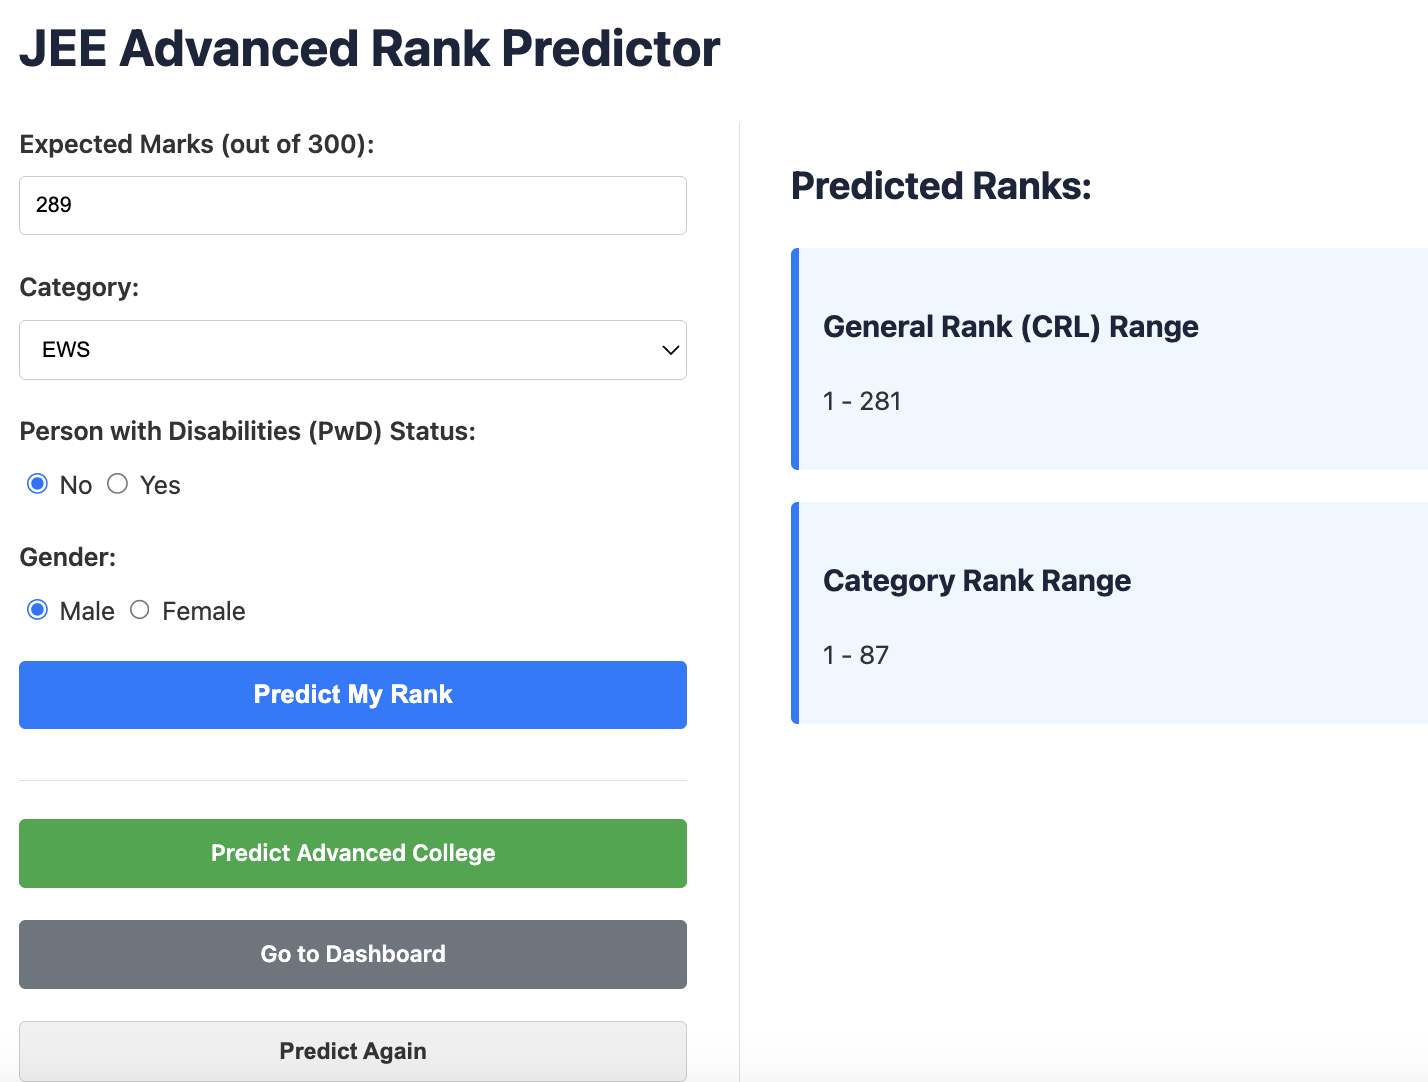 JEE Advanced Rank Predictor
Expected Marks (out of 300):
289
Category:
EWS
Person with Disabilities (PwD) Status:
No Yes
Gender:
Male Female
Predict My Rank
Predict Advanced College
Go to Dashboard
Predict Again
Predicted Ranks:
General Rank (CRL) Range
1 - 281
Category Rank Range
1 - 87